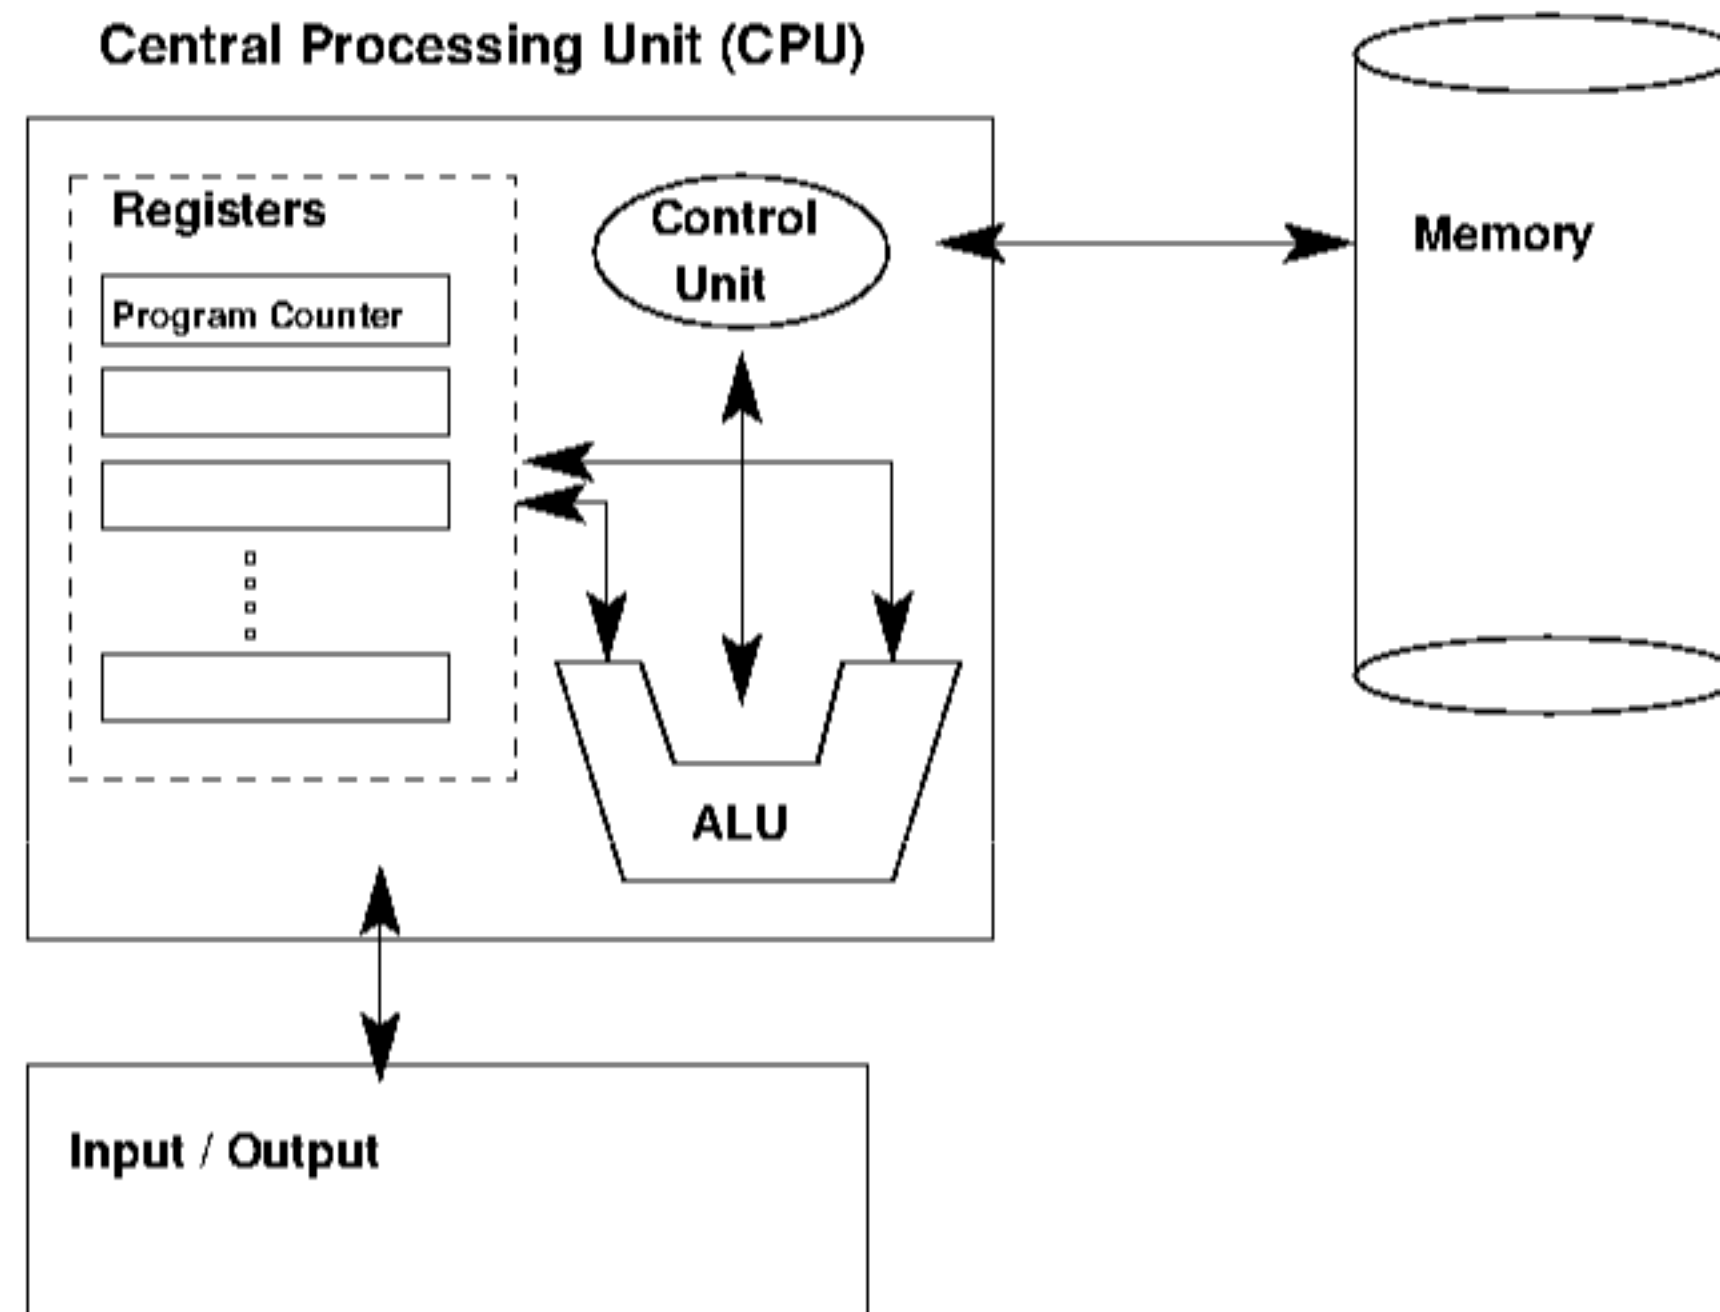 Central Processing Unit (CPU)
Registers
Program Counter
Control
Unit
ALU
Memory
Input / Output